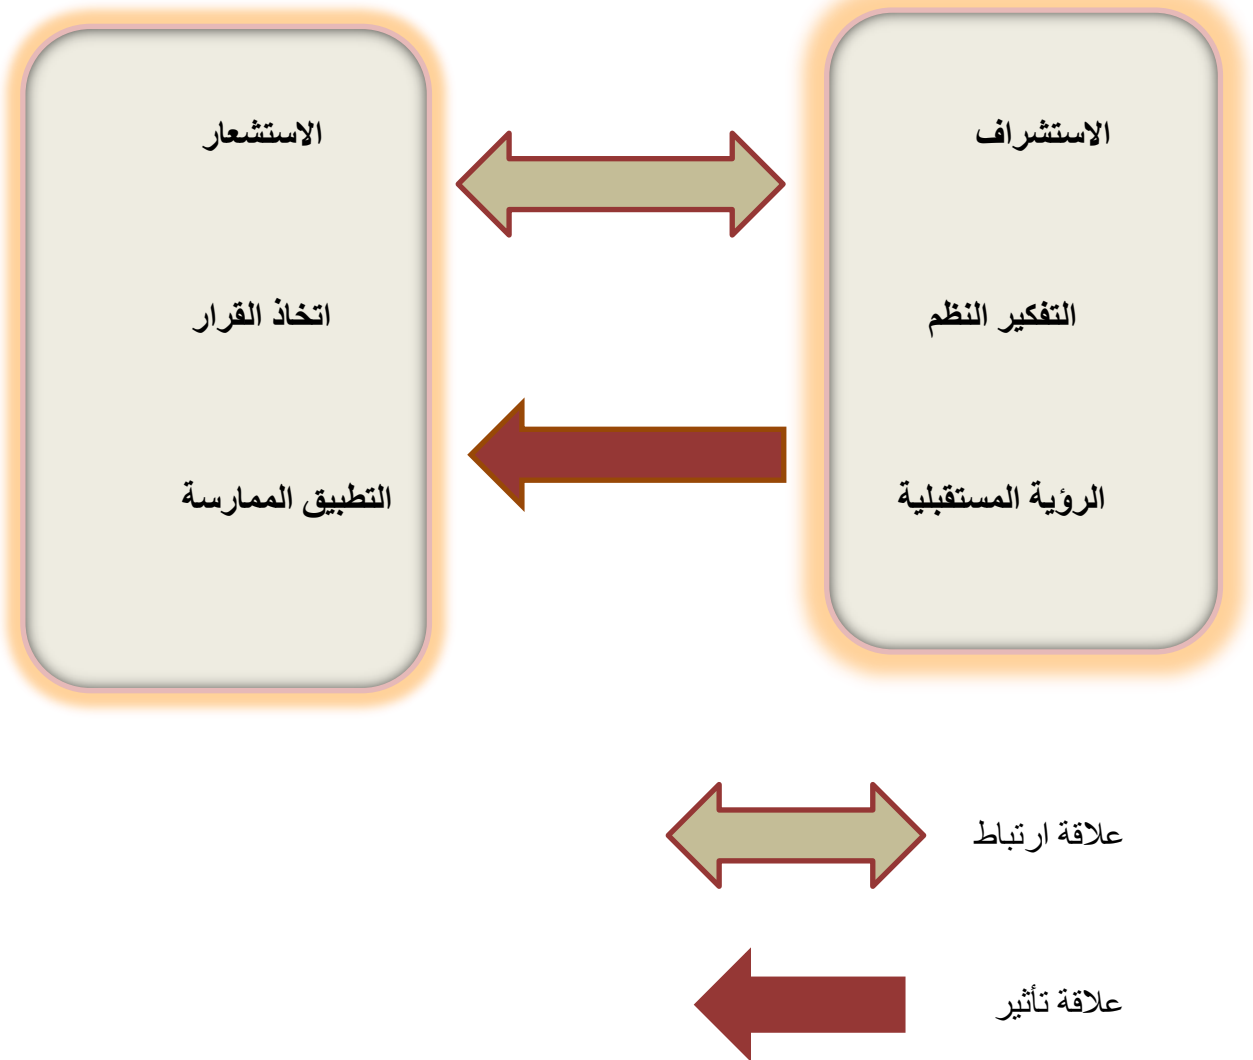 الاستشراف
التفكير النظم
الرؤية المستقبلية
الاستشعار
اتخاذ القرار
التطبيق الممارسة
علاقة ارتباط
علاقة تأثير